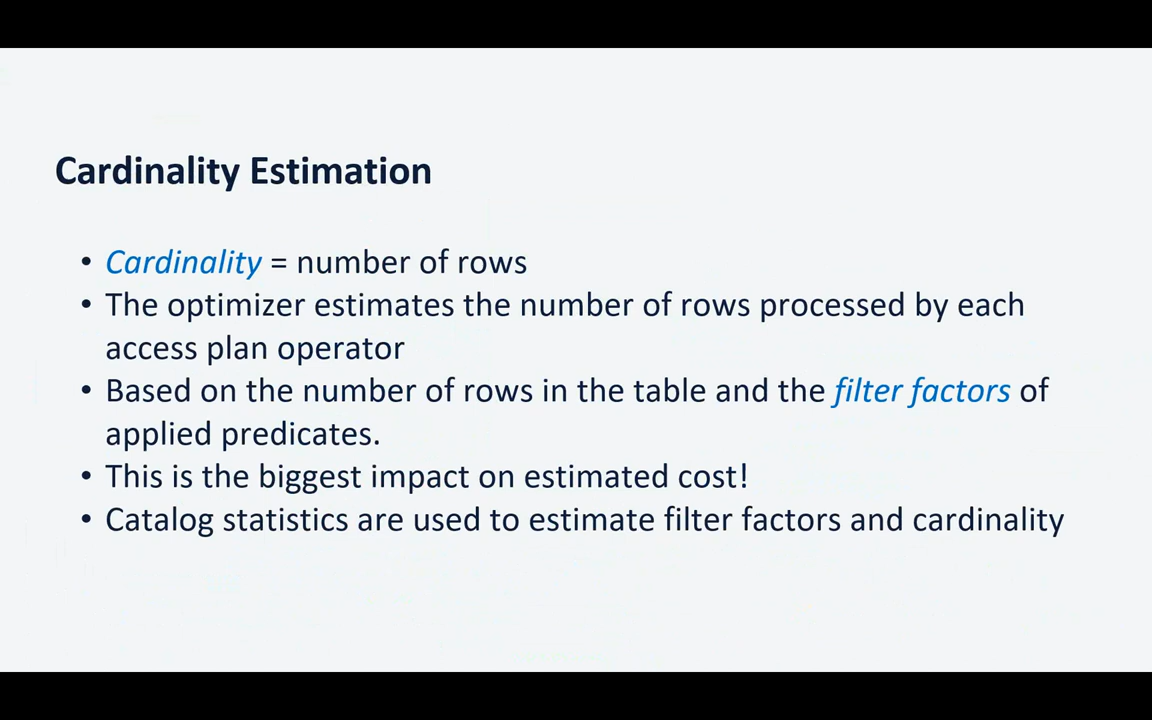 Cardinality Estimation
• Cardinality = number of rows
• The optimizer estimates the number of rows processed by each
access plan operator
• Based on the number of rows in the table and the filter factors of
applied predicates.
• This is the biggest impact on estimated cost!
• Catalog statistics are used to estimate filter factors and cardinality